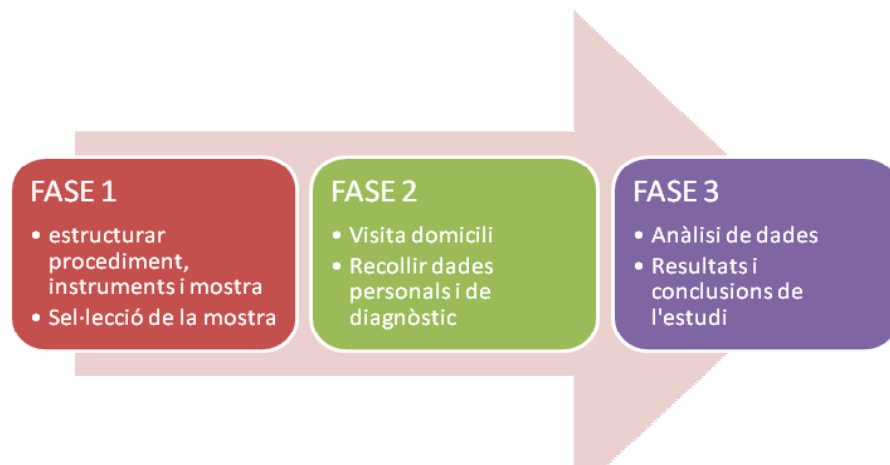 FASE 1
• estructurar
procediment,
instruments i mostra
• Sel·lecció de la mostra
FASE 2
• Visita domicili
• Recollir dades
personals i de
diagnòstic
FASE 3
• Anàlisi de dades
• Resultats i
conclusions de
l'estudi